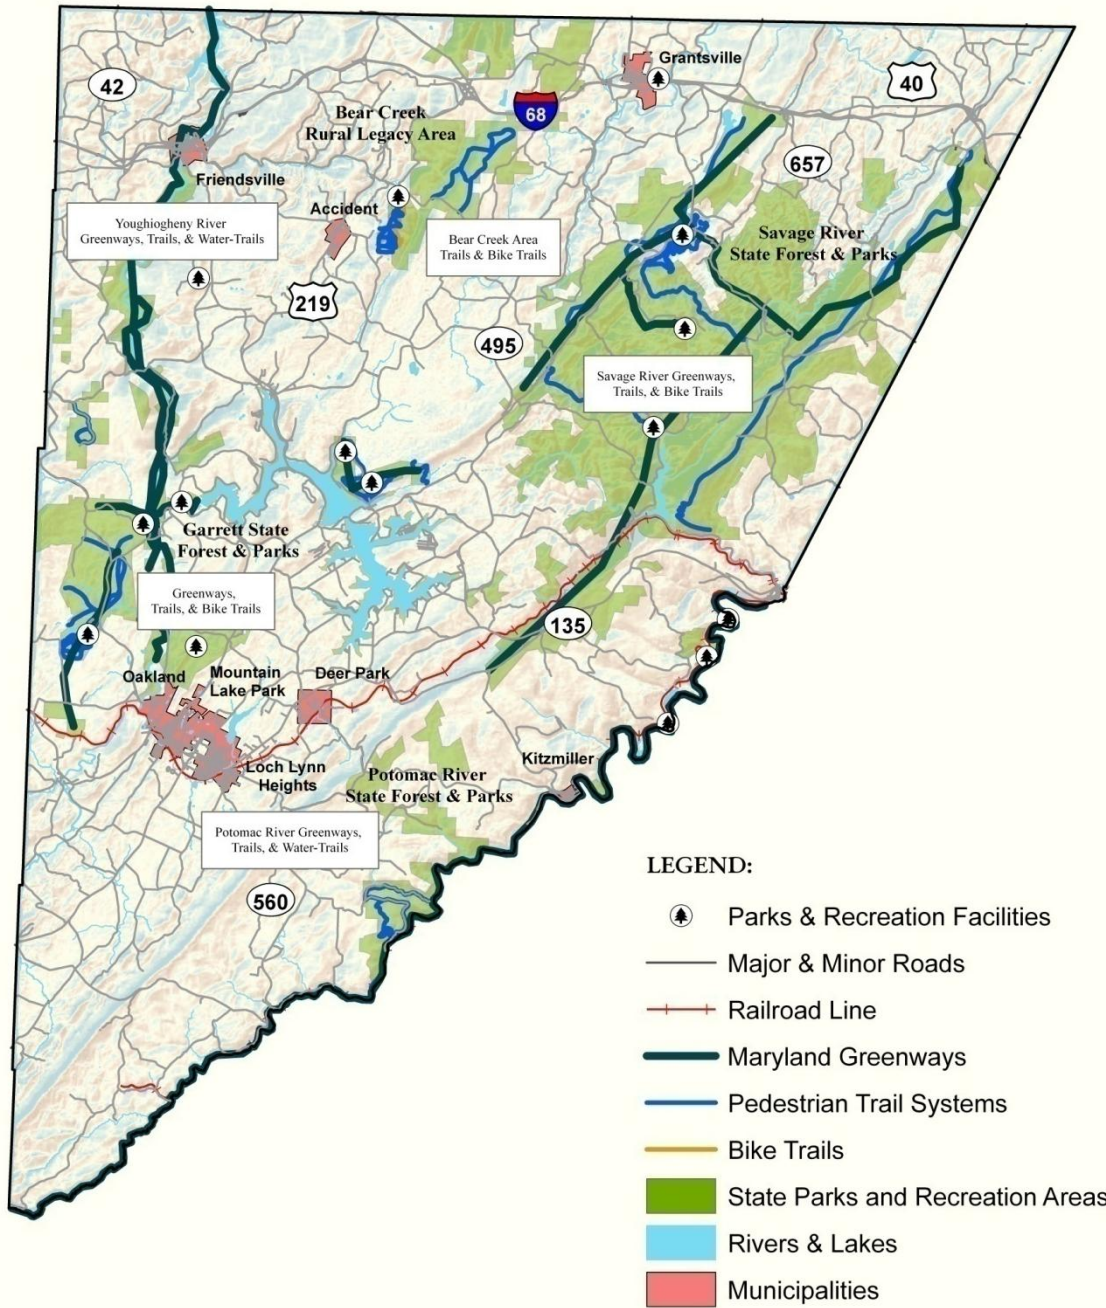 42
Grantsville
40
68
Bear Creek
Rural Legacy Area
657
Friendsville
Accident
Youghiogheny River
Greenways, Trails, & Water-Trails
Bear Creek Area
Trails & Bike Trails
Savage River
State Forest & Parks
219
495
Savage River Greenways,
Trails, & Bike Trails
Garrett State
Forest & Parks
Greenways,
Trails, & Bike Trails
135
Oakland
Mountain
Lake Park
Deer Park
Loch Lynn
Heights
Kitzmiller
Potomac River
State Forest & Parks
Potomac River Greenways,
Trails, & Water-Trails
560
LEGEND:
Parks & Recreation Facilities
Major & Minor Roads
Railroad Line
Maryland Greenways
Pedestrian Trail Systems
Bike Trails
State Parks and Recreation Areas
Rivers & Lakes
Municipalities